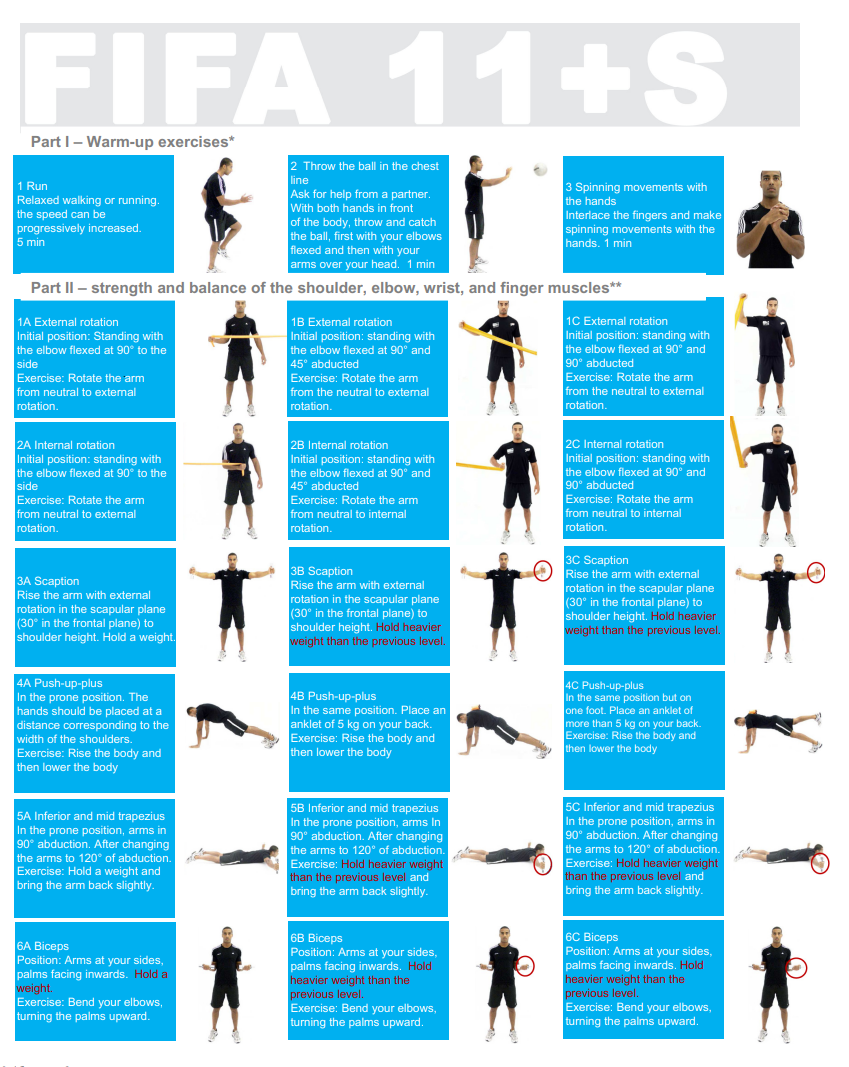 FIFA 11+S
Part I – Warm-up exercises*
1 Run
Relaxed walking or running.
the speed can be
progressively increased.
5 min
2  Throw the ball in the chest
line
Ask for help from a partner.
With both hands in front
of the body, throw and catch
the ball, first with your elbows
flexed and then with your
arms over your head.  1 min
3 Spinning movements with
the hands
Interlace the fingers and make
spinning movements with the
hands. 1 min
Part II – strength and balance of the shoulder, elbow, wrist, and finger muscles**
1A External rotation
Initial position: Standing with
the elbow flexed at 90° to the
side
Exercise: Rotate the arm
from neutral to external
rotation.
1B External rotation
Initial position: standing with
the elbow flexed at 90° and
45° abducted
Exercise: Rotate the arm
from the neutral to external
rotation.
1C External rotation
Initial position: standing with
the elbow flexed at 90° and
90° abducted
Exercise: Rotate the arm
from the neutral to external
rotation.
2A Internal rotation
Initial position: standing with
the elbow flexed at 90° to the
side
Exercise: Rotate the arm
from neutral to external
rotation.
2B Internal rotation
Initial position: standing with
the elbow flexed at 90° and
45° abducted
Exercise: Rotate the arm
from neutral to internal
rotation.
2C Internal rotation
Initial position: standing with
the elbow flexed at 90° and
90° abducted
Exercise: Rotate the arm
from neutral to internal
rotation.
3A Scaption
Rise the arm with external
rotation in the scapular plane
(30° in the frontal plane) to
shoulder height. Hold a weight.
3B Scaption
Rise the arm with external
rotation in the scapular plane
(30° in the frontal plane) to
shoulder height. Hold heavier
weight than the previous level.
3C Scaption
Rise the arm with external
rotation in the scapular plane
(30° in the frontal plane) to
shoulder height. Hold heavier
weight than the previous level.
4A Push-up-plus
In the prone position. The
hands should be placed at a
distance corresponding to the
width of the shoulders.
Exercise: Rise the body and
then lower the body
4B Push-up-plus
In the same position. Place an
anklet of 5 kg on your back.
Exercise: Rise the body and
then lower the body
4C Push-up-plus
In the same position but on
one foot. Place an anklet of
more than 5 kg on your back.
Exercise: Rise the body and
then lower the body
5A Inferior and mid trapezius
In the prone position, arms in
90° abduction. After changing
the arms to 120° of abduction.
Exercise: Hold a weight and
bring the arm back slightly.
5B Inferior and mid trapezius
In the prone position, arms In
90° abduction. After changing
the arms to 120° of abduction.
Exercise: Hold heavier weight
than the previous level and
bring the arm back slightly.
5C Inferior and mid trapezius
In the prone position, arms in
90° abduction. After changing
the arms to 120° of abduction.
Exercise: Hold heavier weight
than the previous level and
bring the arm back slightly.
6A Biceps
Position: Arms at your sides,
palms facing inwards.  Hold a
weight.
Exercise: Bend your elbows,
turning the palms upward.
6B Biceps
Position: Arms at your sides,
palms facing inwards.  Hold
heavier weight than the
previous level.
Exercise: Bend your elbows,
turning the palms upward.
6C Biceps
Position: Arms at your sides,
palms facing inwards. Hold
heavier weight than the
previous level.
Exercise: Bend your elbows,
turning the palms upward.